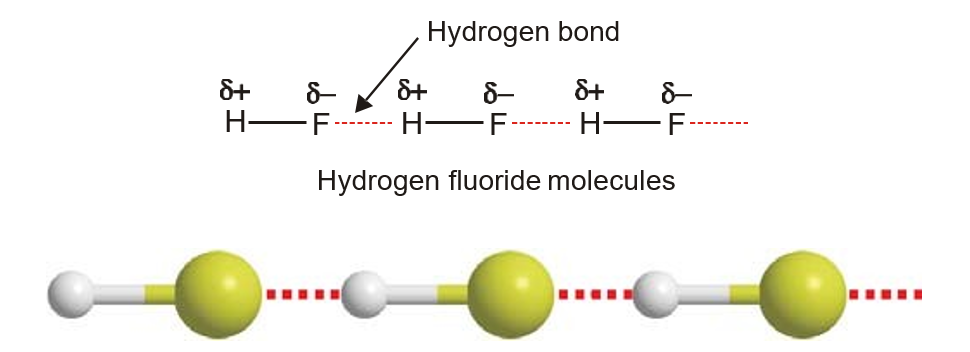 Hydrogen bond
δ+ δ– δ+ δ– δ+ δ–
H F H F H F
Hydrogen fluoride molecules